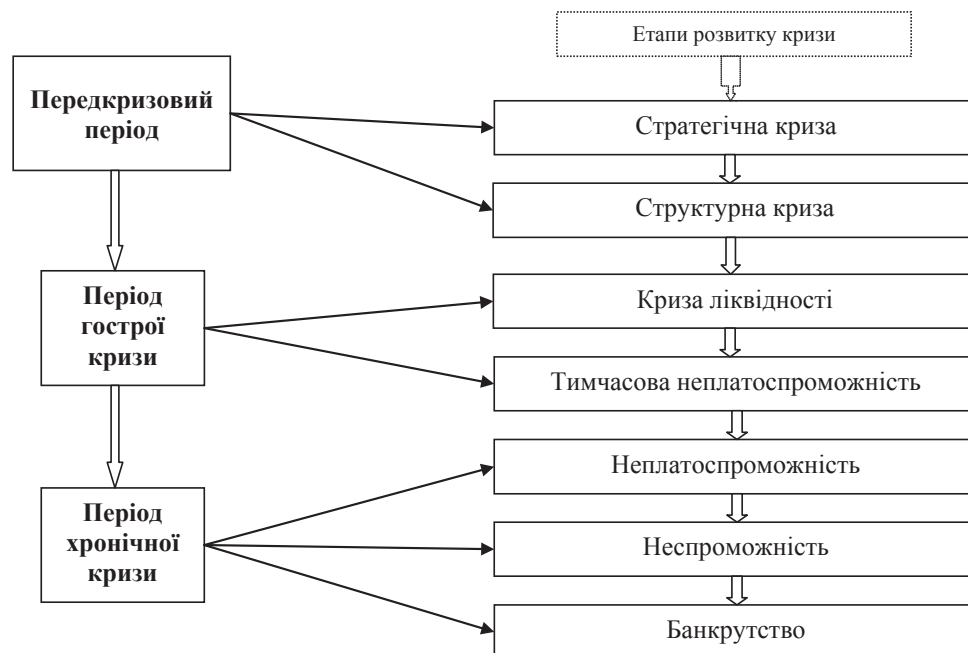 Етапи розвитку кризи
Передкризовий
період
Стратегічна криза
Структурна криза
Період
гострої
кризи
Криза ліквідності
Тимчасова неплатоспроможність
Період
хронічної
кризи
Неплатоспроможність
Неспроможність
Банкрутство